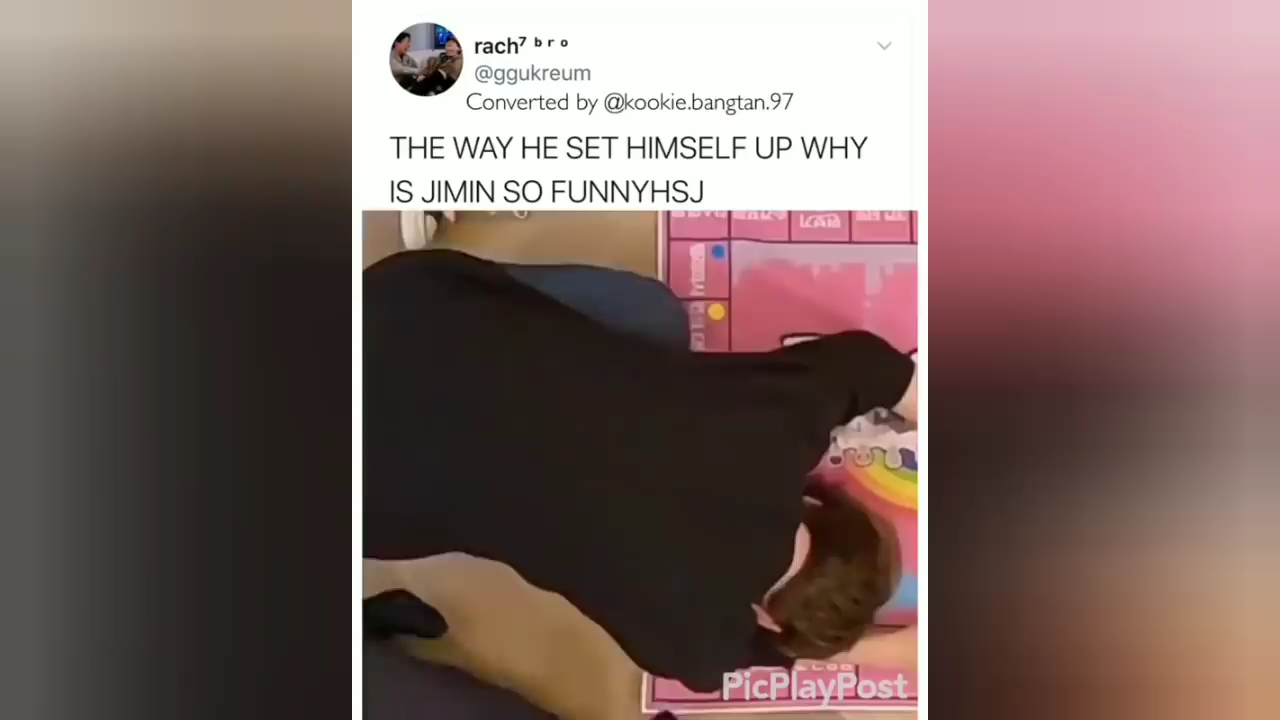 rach⁷ ᵇʳᵒ
@ggukreum
Converted by @kookie.bangtan.97
THE WAY HE SET HIMSELF UP WHY
IS JIMIN SO FUNNYHSJ
PicPlayPost